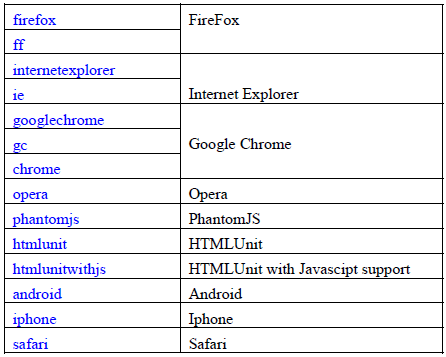 firefox FireFox
ff
internetexplorer
ie Internet Explorer
googlechrome
gc Google Chrome
chrome
opera Opera
phantomjs PhantomJS
htmlunit HTMLUnit
htmlunitwithjs HTMLUnit with Javascipt support
android Android
iphone Iphone
safari Safari